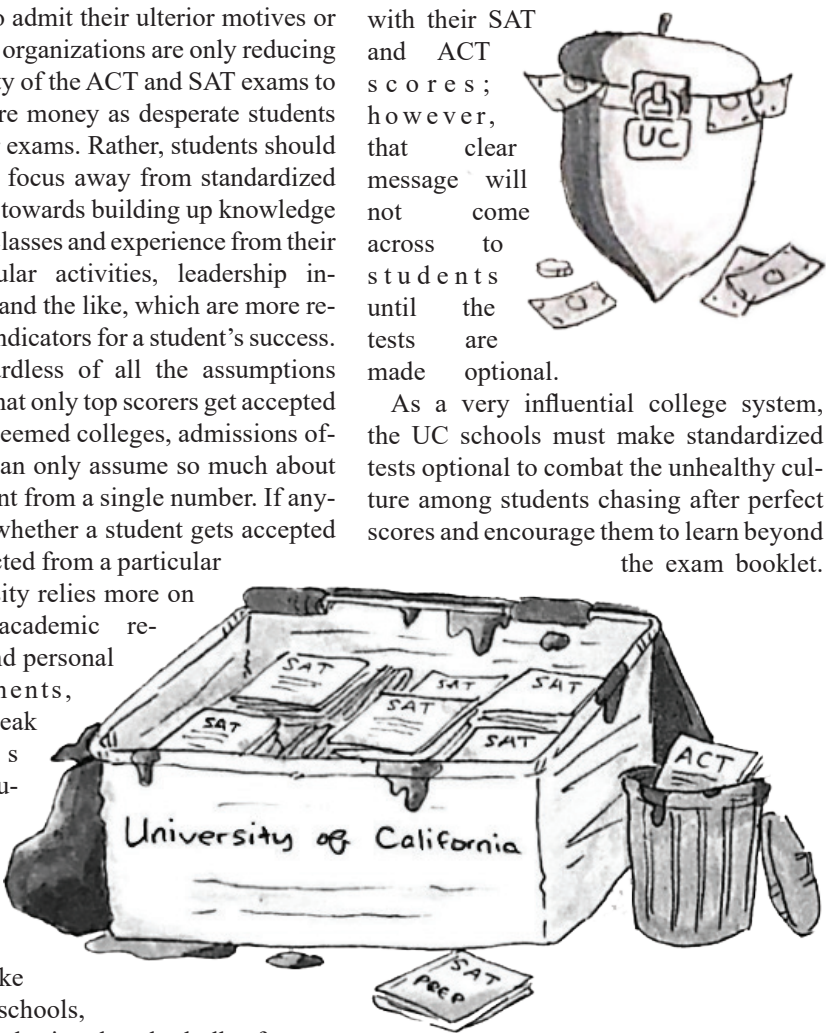 o admit their ulterior motives or
organizations are only reducing
ty of the ACT and SAT exams to
re money as desperate students
exams. Rather, students should
focus away from standardized
towards building up knowledge
lasses and experience from their
ular activities, leadership in-
and the like, which are more re-
ndicators for a student's success.
rdless of all the assumptions
hat only top scorers get accepted
eemed colleges, admissions of-
an only assume so much about
nt from a single number. If any-
whether a student gets accepted
cted from a particular
ity relies more on
academic re-
nd personal
ments,
eak
s
u-
ke
schools,
with their SAT
and ACT
scores;
however,
that clear
message will
not come
across to
students
until the
tests are
made optional.
As a very influential college system,
the UC schools must make standardized
tests optional to combat the unhealthy cul-
ture among students chasing after perfect
scores and encourage them to learn beyond
the exam booklet.
UC
SAT
SAT
SAT
SAT
SAT
SAT
ACT
University of California
SAT
PREP